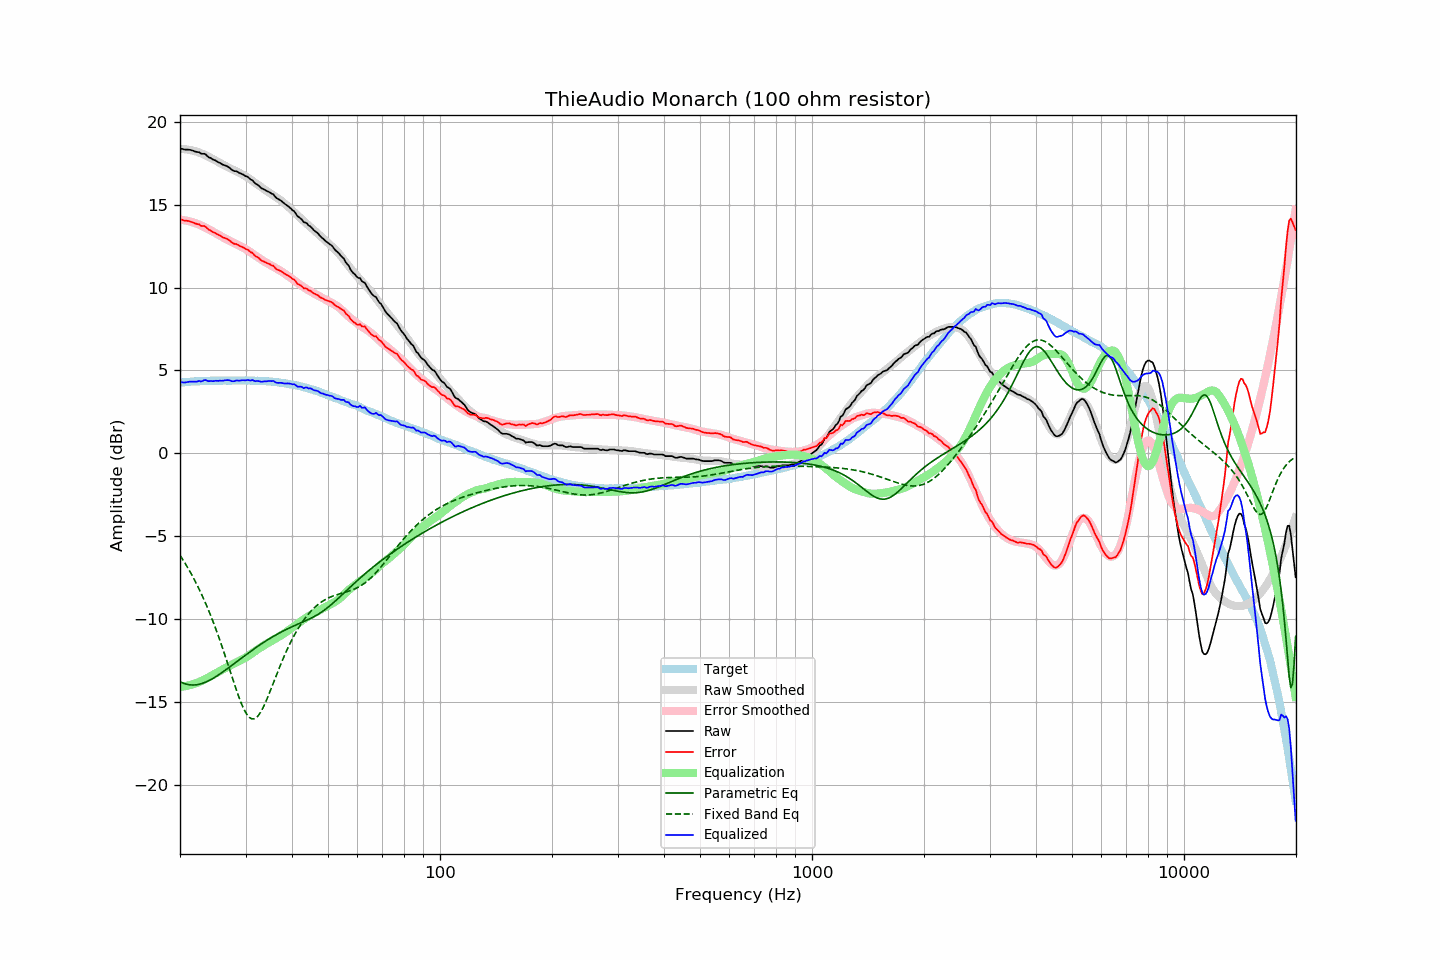 ThieAudio Monarch (100 ohm resistor)
20
15
10
5
0
−5
−10
−15
−20
Amplitude (dBr)
Target
Raw Smoothed
Error Smoothed
Raw
Error
Equalization
Parametric Eq
Fixed Band Eq
Equalized
100
1000
10000
Frequency (Hz)